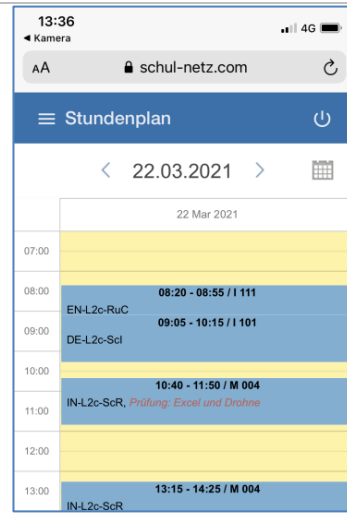 13:36
◀ Kamera
4G
AA
schul-netz.com
Stundenplan
22.03.2021
22 Mar 2021
07:00
08:00
08:20 - 08:55 / I 111
EN-L2c-RuC
09:00
09:05 - 10:15 / I 101
DE-L2c-ScI
10:00
10:40 - 11:50 / M 004
IN-L2c-ScR, Prüfung: Excel und Drohne
11:00
12:00
13:00
13:15 - 14:25 / M 004
IN-L2c-ScR